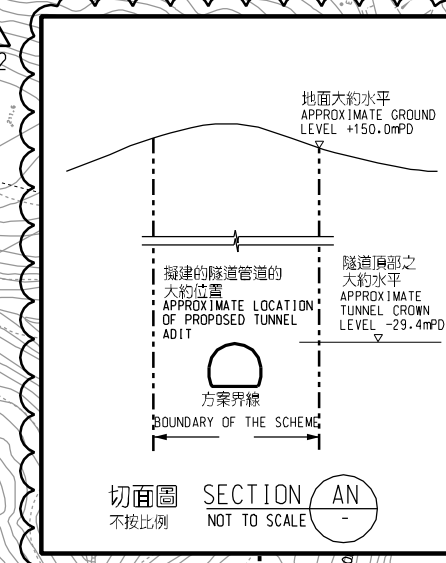 地面大約水平
APPROXIMATE GROUND
LEVEL +150.0mPD
擬建的隧道管道的
大約位置
APPROXIMATE LOCATION
OF PROPOSED TUNNEL
ADIT
隧道頂部之
大約水平
APPROXIMATE
TUNNEL CROWN
LEVEL -29.4mPD
方案界線
BOUNDARY OF THE SCHEME
切面圖 SECTION AN
不按比例 NOT TO SCALE -